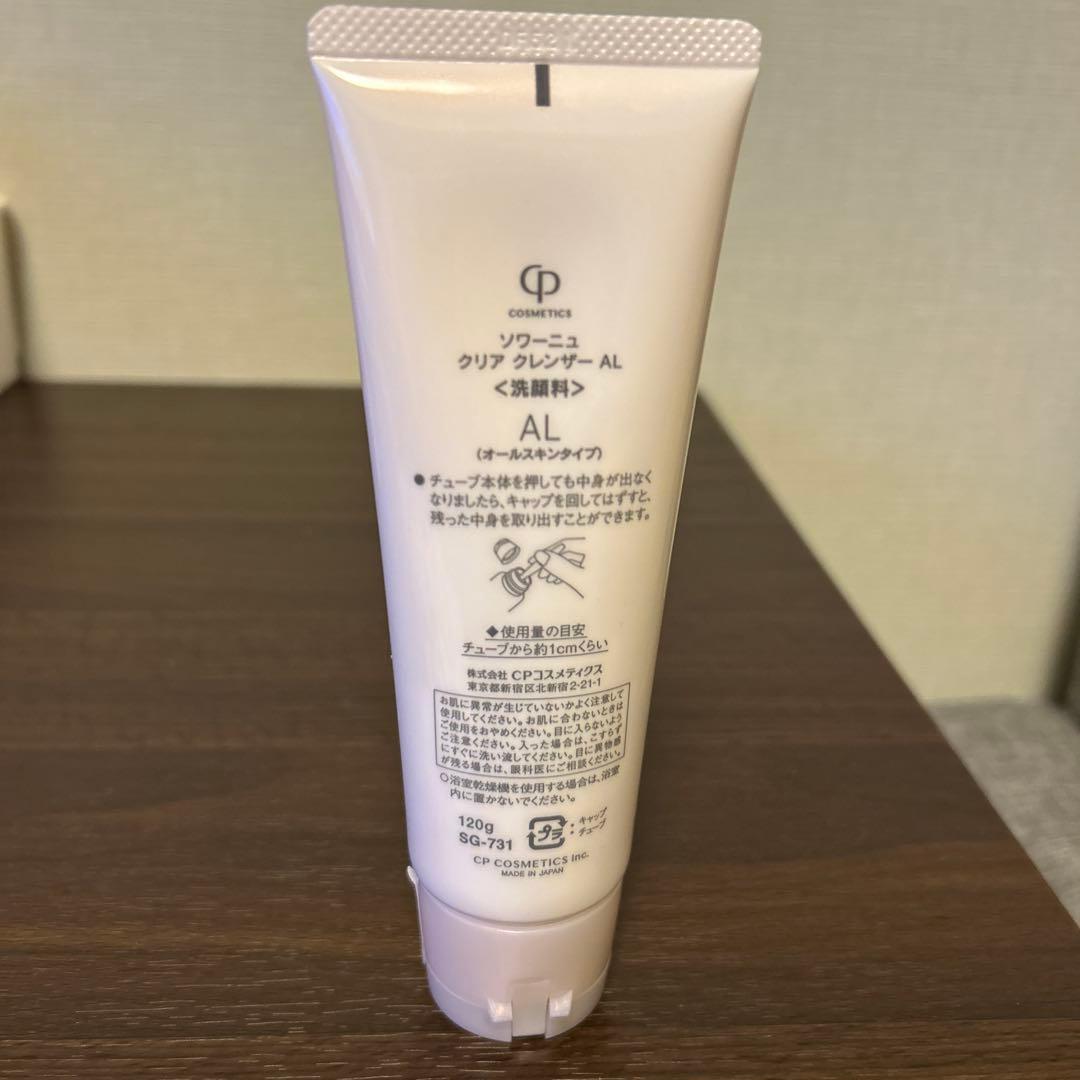 Cp
COSMETICS
ソワーニュ
クリア クレンザー AL
＜洗顔料＞
AL
(オールスキンタイプ)
● チューブ本体を押しても中身が出なく
なりましたら、キャップを回してはずすと、
残った中身を取り出すことができます。
◆使用量の目安
チューブから約1cmくらい
株式会社 CPコスメティクス
東京都新宿区北新宿2-21-1
お肌に異常が生じていないかよく注意して
使用してください。お肌に合わないときは
ご使用をおやめください。目に入らないよう
ご注意ください。入った場合は、こすらず
にすぐに洗い流してください。目に異物感
が残る場合は、眼科医にご相談ください。
○浴室乾燥機を使用する場合は、浴室
内に置かないでください。
120g
SG-731
プラ
・キャップ
・チューブ
CP COSMETICS Inc.
MADE IN JAPAN